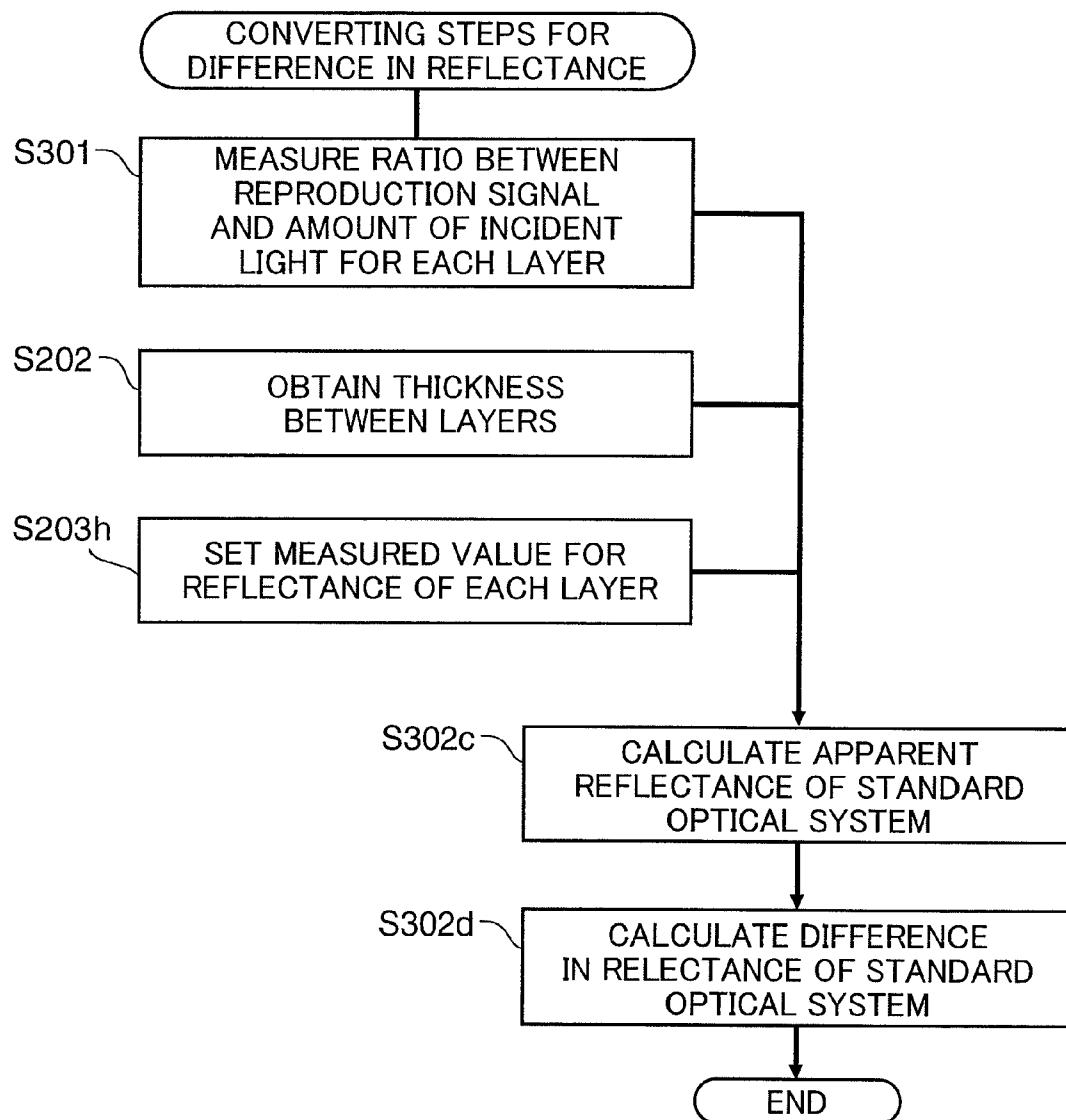 CONVERTING STEPS FOR
DIFFERENCE IN REFLECTANCE
S301
MEASURE RATIO BETWEEN
REPRODUCTION SIGNAL
AND AMOUNT OF INCIDENT
LIGHT FOR EACH LAYER
S202
OBTAIN THICKNESS
BETWEEN LAYERS
S203h
SET MEASURED VALUE FOR
REFLECTANCE OF EACH LAYER
S302c
CALCULATE APPARENT
REFLECTANCE OF STANDARD
OPTICAL SYSTEM
S302d
CALCULATE DIFFERENCE
IN RELECTANCE OF STANDARD
OPTICAL SYSTEM
END